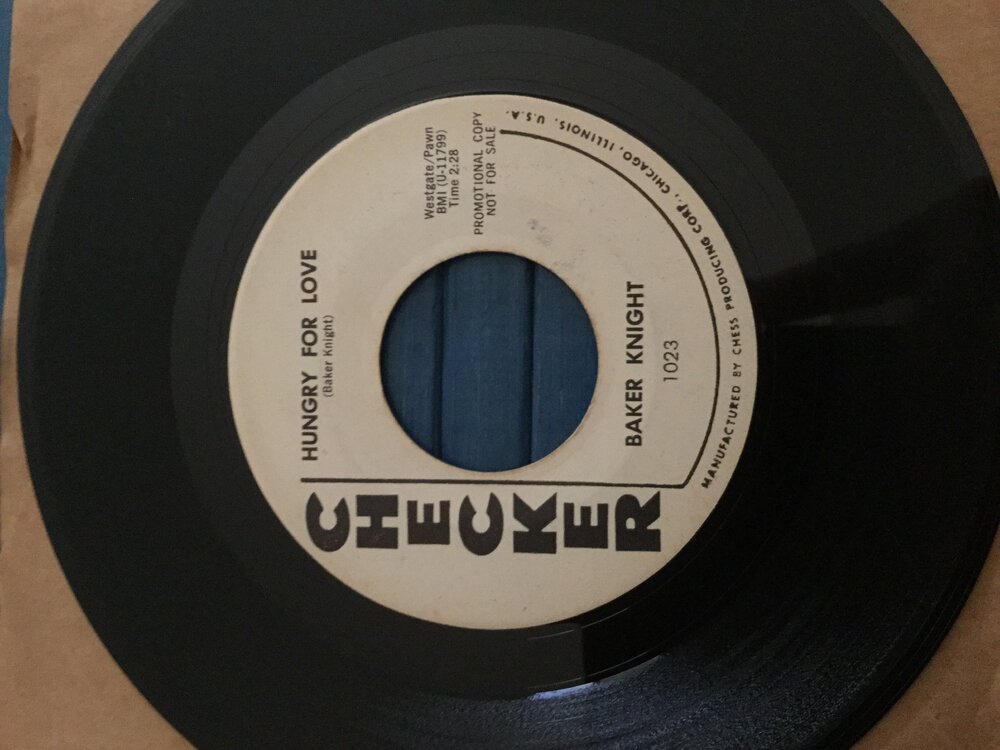 CHECKER
HUNGRY FOR LOVE
(Baker Knight)
Westgate/Pawn
BMI (U-11799)
Time 2:28
PROMOTIONAL COPY
NOT FOR SALE
BAKER KNIGHT
1023
MANUFACTURED BY CHESS PRODUCING CORP., CHICAGO, ILLINOIS, U.S.A.